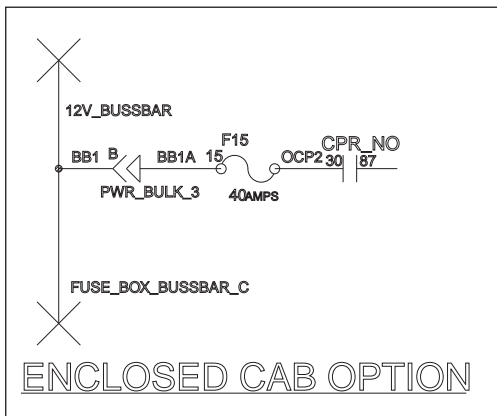 12V_BUSSBAR
F15
CPR_NO
BB1 B BB1A 15 OCP2 30 87
PWR_BULK_3 40AMPS
FUSE_BOX_BUSSBAR_C
ENCLOSED CAB OPTION